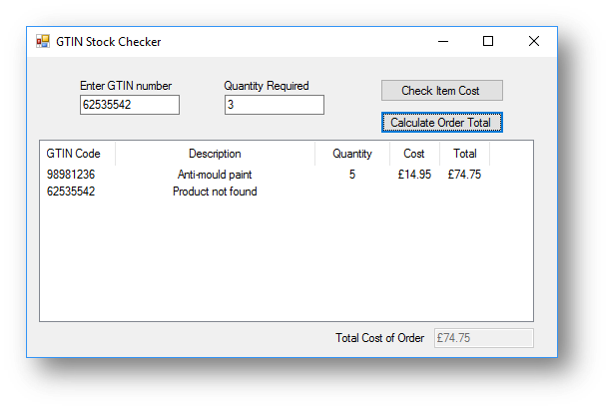 GTIN Stock Checker
Enter GTIN number Quantity Required Check Item Cost
62535542 3
Calculate Order Total
GTIN Code Description Quantity Cost Total
98981236 Anti-mould paint 5 £14.95 £74.75
62535542 Product not found
Total Cost of Order £74.75